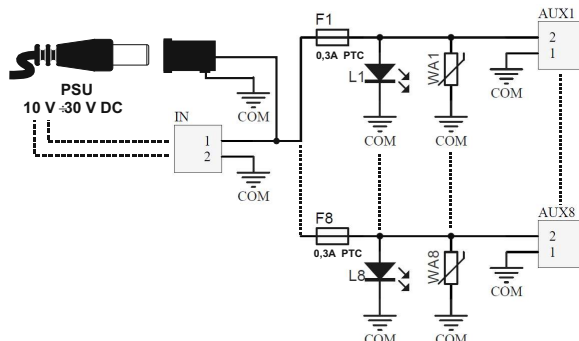 AUX1
F1
2
1
0,3A PTC
L1
WA1
COM
COM
COM
COM
PSU
10 V ÷30 V DC
IN
1
2
COM
AUX8
F8
2
1
0,3A PTC
L8
WA8
COM
COM
COM